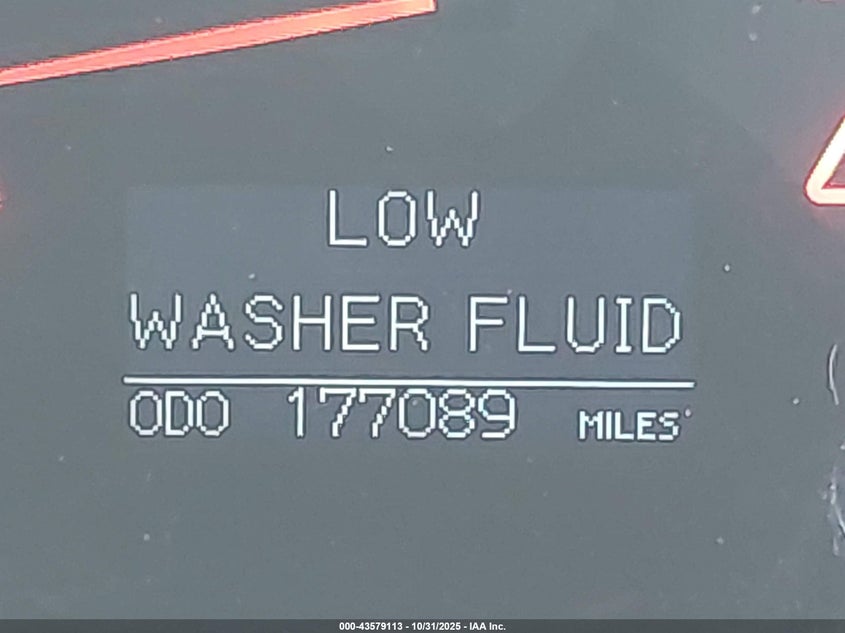 LOW
WASHER FLUID
ODO 177089 MILES
000-43579113 - 10/31/2025 - IAA Inc.